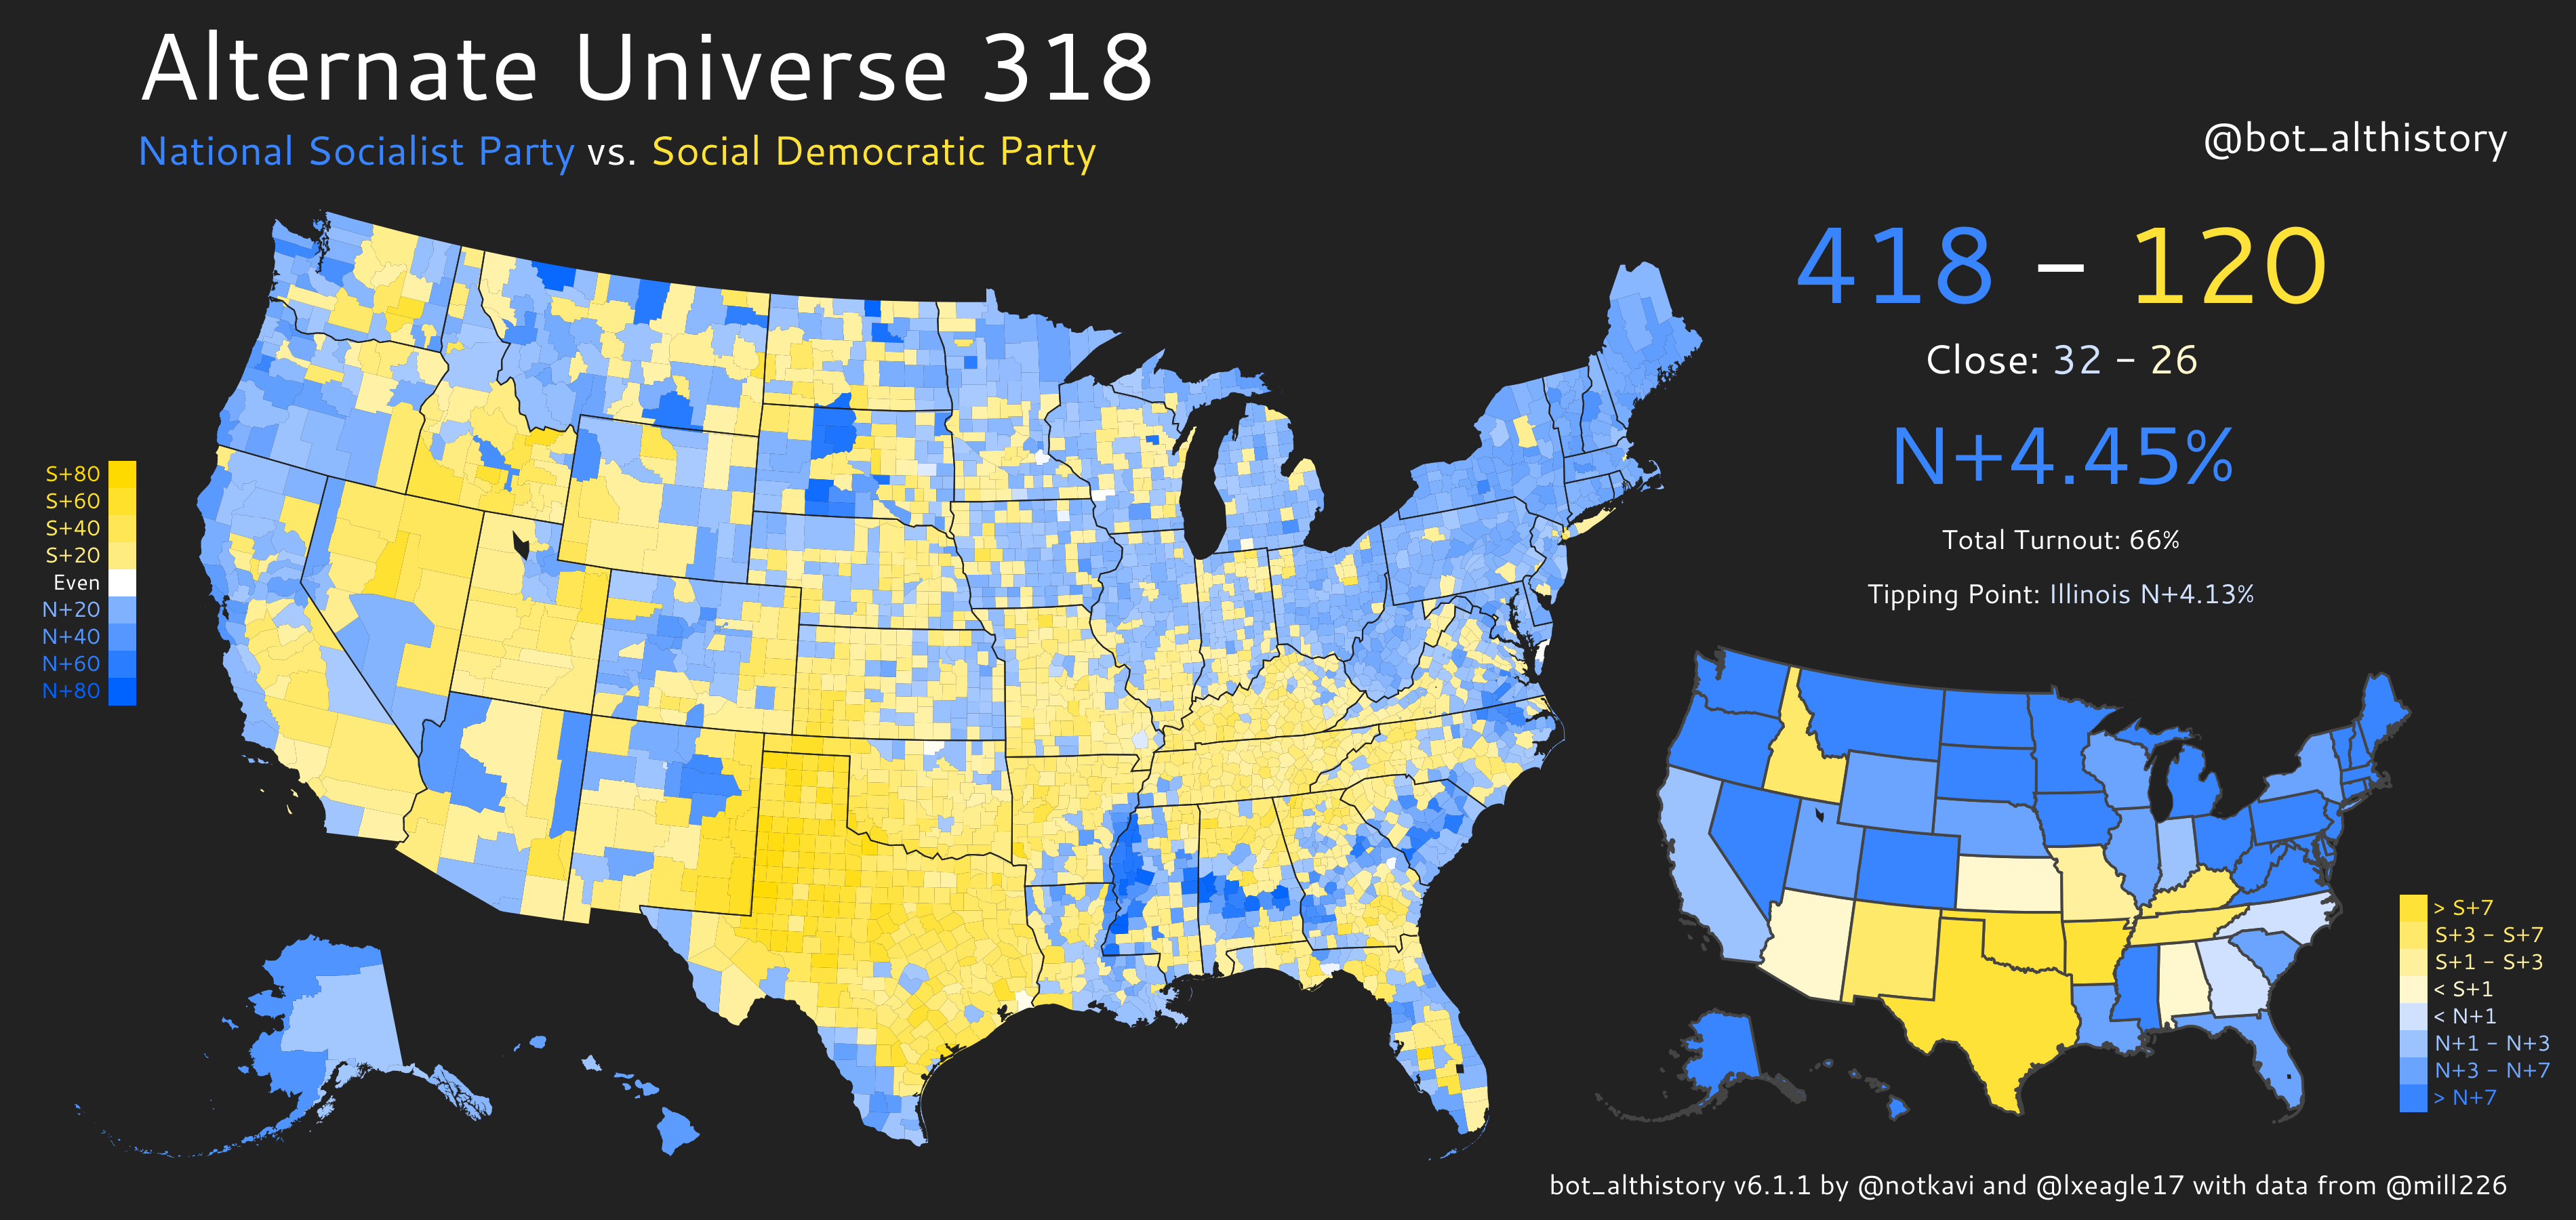 Alternate Universe 318
National Socialist Party vs. Social Democratic Party
@bot_althistory
418 – 120
Close: 32 – 26
N+4.45%
Total Turnout: 66%
Tipping Point: Illinois N+4.13%
S+80
S+60
S+40
S+20
Even
N+20
N+40
N+60
N+80
> S+7
S+3 – S+7
S+1 – S+3
< S+1
< N+1
N+1 – N+3
N+3 – N+7
> N+7
bot_althistory v6.1.1 by @notkavi and @lxeagle17 with data from @mill226